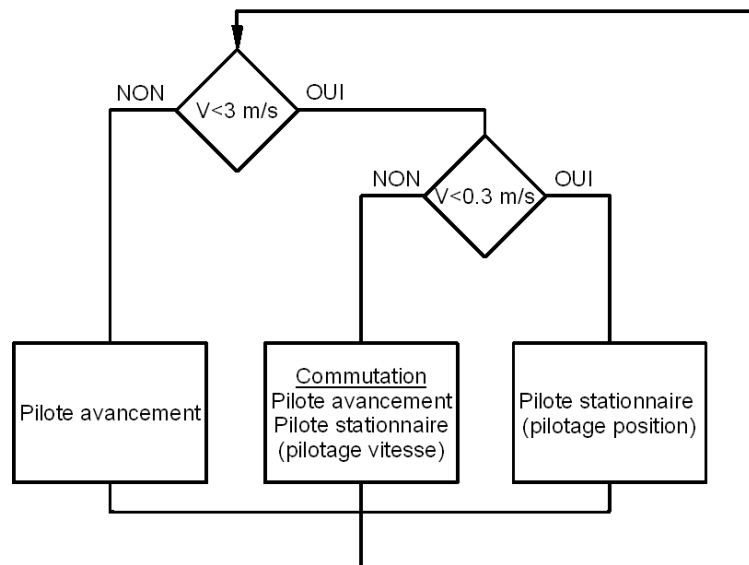 NON
V<3 m/s
OUI
NON
V<0.3 m/s
OUI
Pilote avancement
Commutation
Pilote avancement
Pilote stationnaire
(pilotage vitesse)
Pilote stationnaire
(pilotage position)